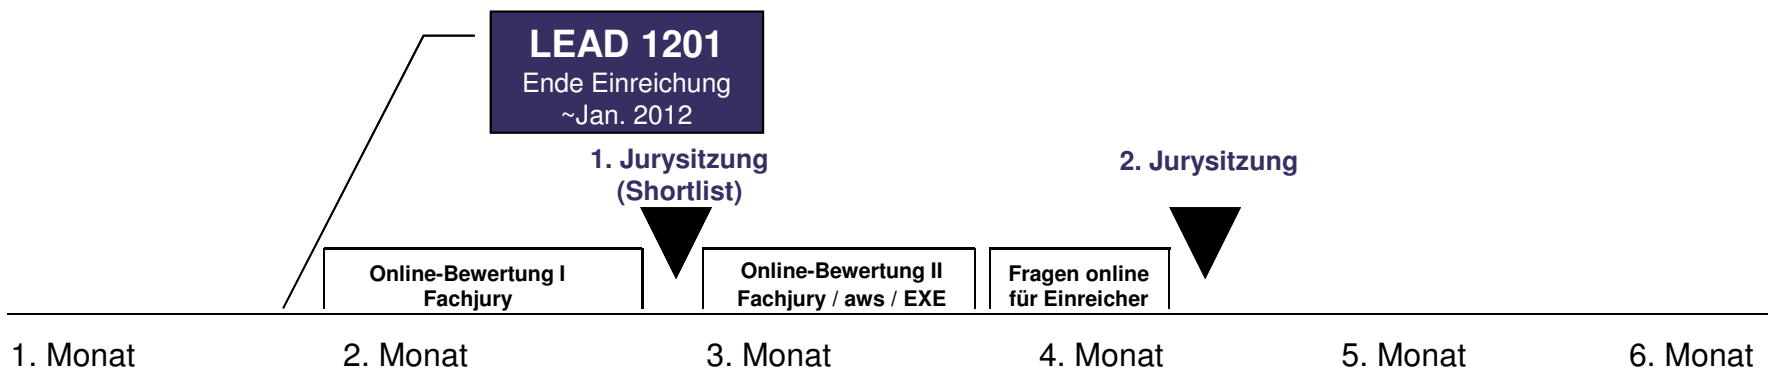 LEAD 1201
Ende Einreichung
~Jan. 2012
1. Jurysitzung
(Shortlist)
2. Jurysitzung
Online-Bewertung I
Fachjury
Online-Bewertung II
Fachjury / aws / EXE
Fragen online
für Einreicher
1. Monat
2. Monat
3. Monat
4. Monat
5. Monat
6. Monat